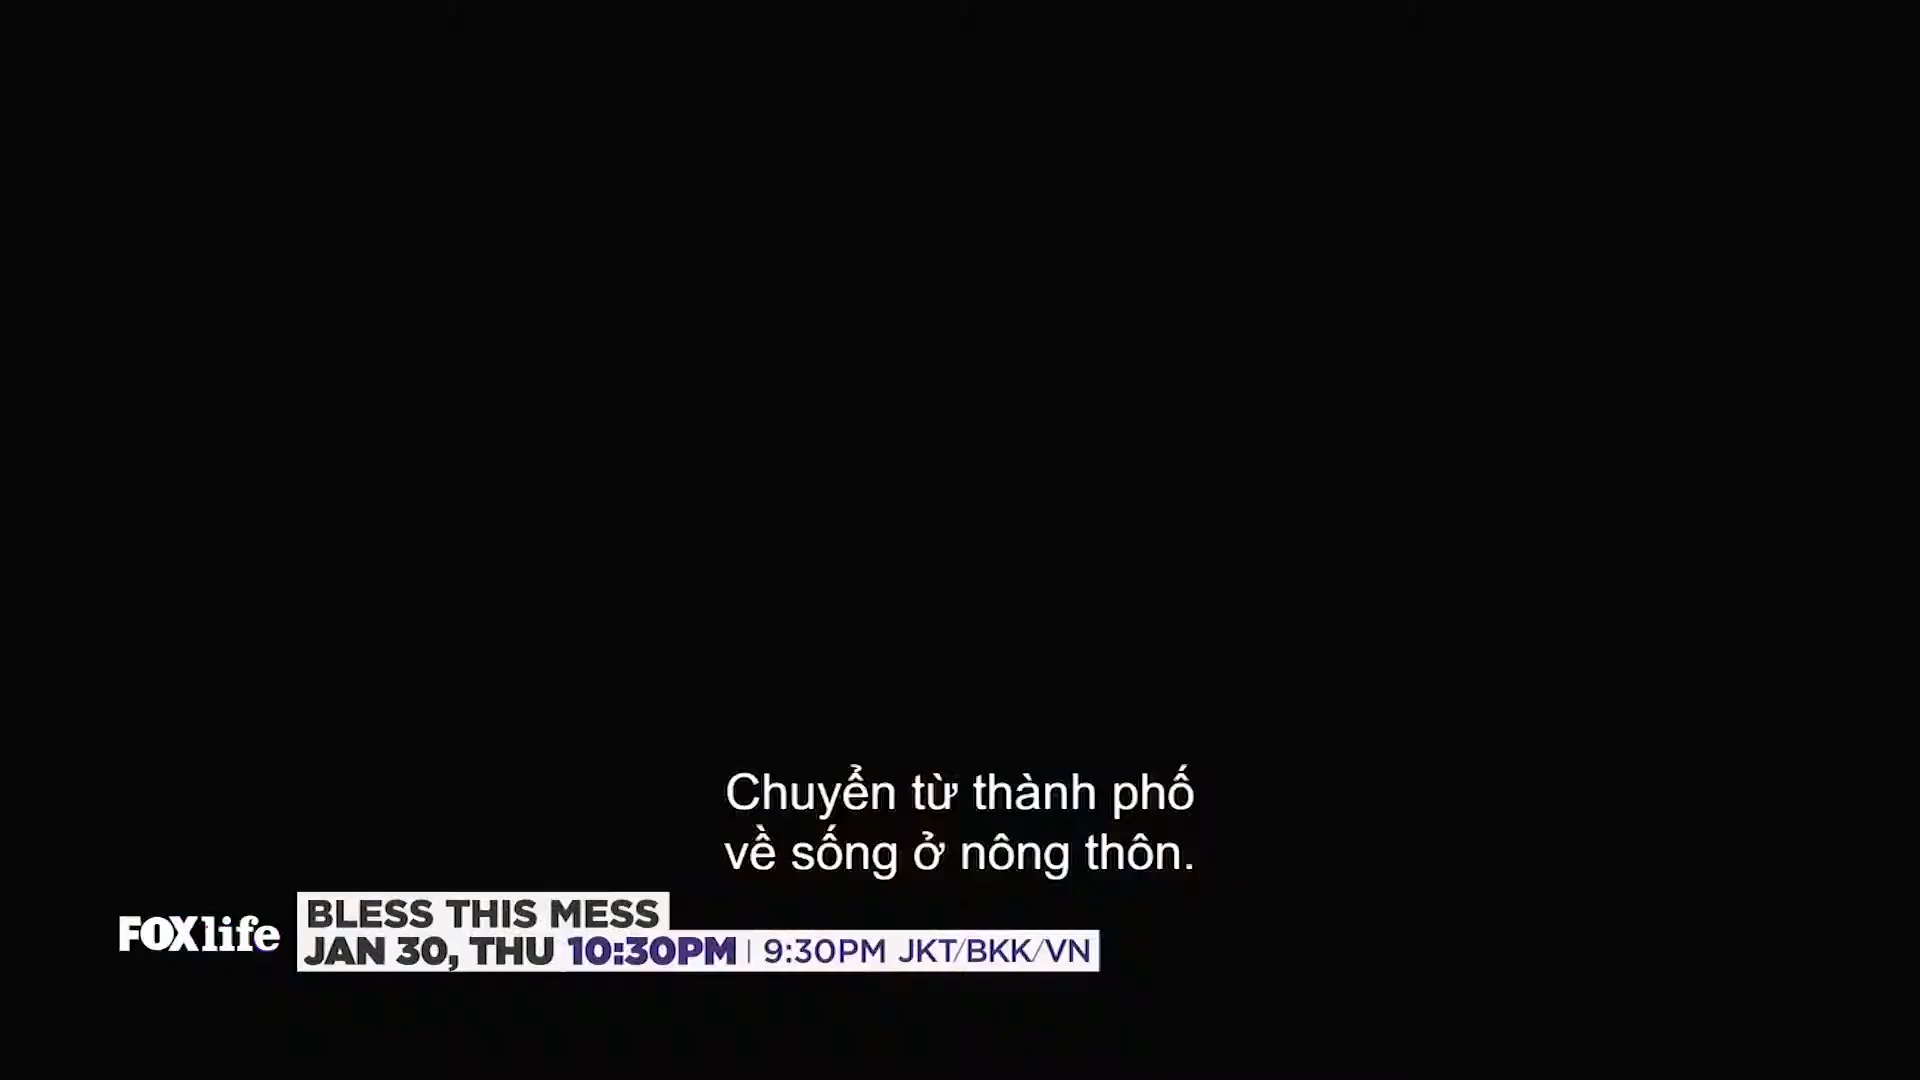 Chuyển từ thành phố
về sống ở nông thôn.
FOXlife
BLESS THIS MESS
JAN 30, THU 10:30PM | 9:30PM JKT/BKK/VN